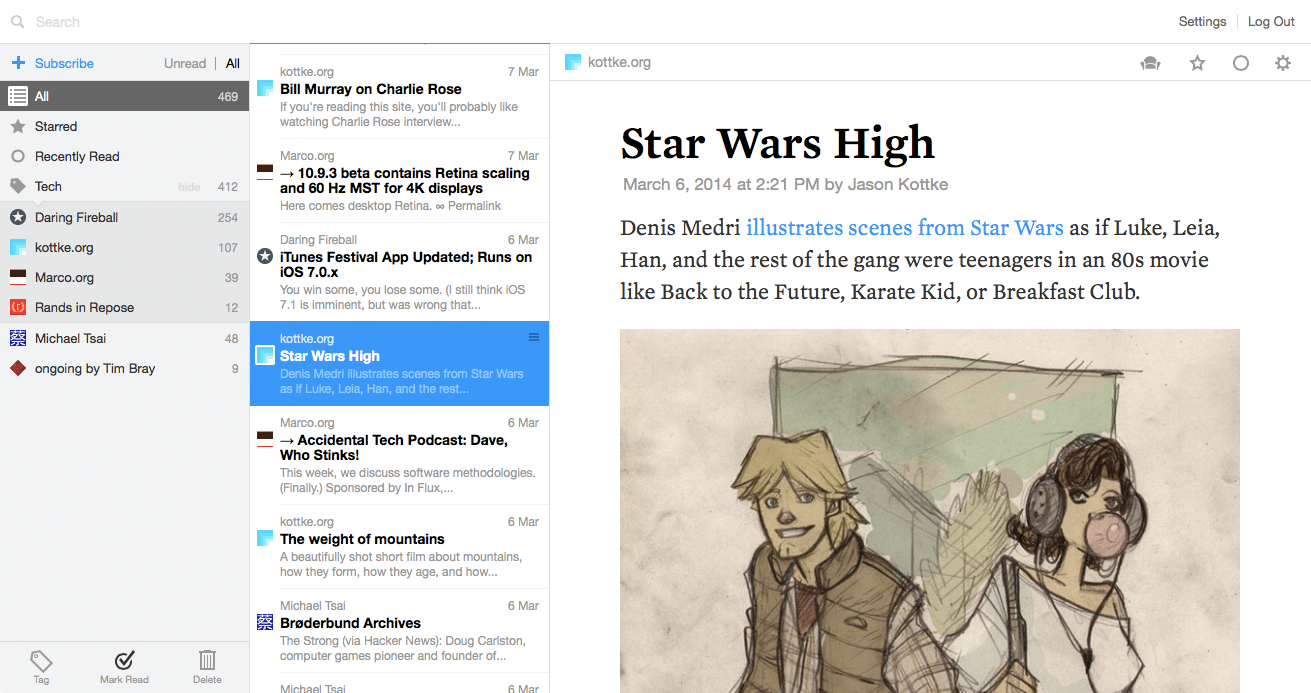 Search
Settings
Log Out
Subscribe
Unread
All
All
469
Starred
Recently Read
Tech
hide
412
Daring Fireball
254
kottke.org
107
Marco.org
39
Rands in Repose
12
蔡
Michael Tsai
48
ongoing by Tim Bray
9
Tag
Mark Read
Delete
kottke.org
7 Mar
Bill Murray on Charlie Rose
If you're reading this site, you'll probably like
watching Charlie Rose interview...
Marco.org
7 Mar
→ 10.9.3 beta contains Retina scaling
and 60 Hz MST for 4K displays
Here comes desktop Retina. ∞ Permalink
Daring Fireball
6 Mar
iTunes Festival App Updated; Runs on
iOS 7.0.x
You win some, you lose some. (I still think iOS
7.1 is imminent, but was wrong that...
kottke.org
Star Wars High
Denis Medri illustrates scenes from Star Wars
as if Luke, Leia, Han, and the rest...
Marco.org
6 Mar
→ Accidental Tech Podcast: Dave,
Who Stinks!
This week, we discuss software methodologies.
(Finally.) Sponsored by In Flux,...
kottke.org
6 Mar
The weight of mountains
A beautifully shot short film about mountains,
how they form, how they age, and how...
蔡
Michael Tsai
6 Mar
Brøderbund Archives
The Strong (via Hacker News): Doug Carlston,
computer games pioneer and founder of...
Michael Tsai
6 Mar
kottke.org
Star Wars High
March 6, 2014 at 2:21 PM by Jason Kottke
Denis Medri illustrates scenes from Star Wars as if Luke, Leia,
Han, and the rest of the gang were teenagers in an 80s movie
like Back to the Future, Karate Kid, or Breakfast Club.